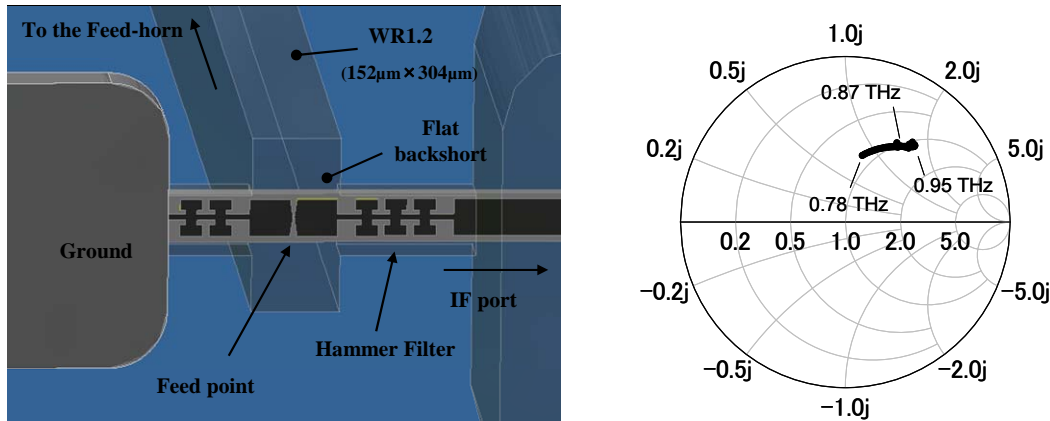 To the Feed-horn
WR1.2
(152μm×304μm)
Flat
backshort
Ground
IF port
Hammer Filter
Feed point
1.0j
0.5j
2.0j
0.87 THz
0.2j
5.0j
0.95 THz
0.78 THz
0.2
0.5
1.0
2.0
5.0
−0.2j
−5.0j
−0.5j
−2.0j
−1.0j